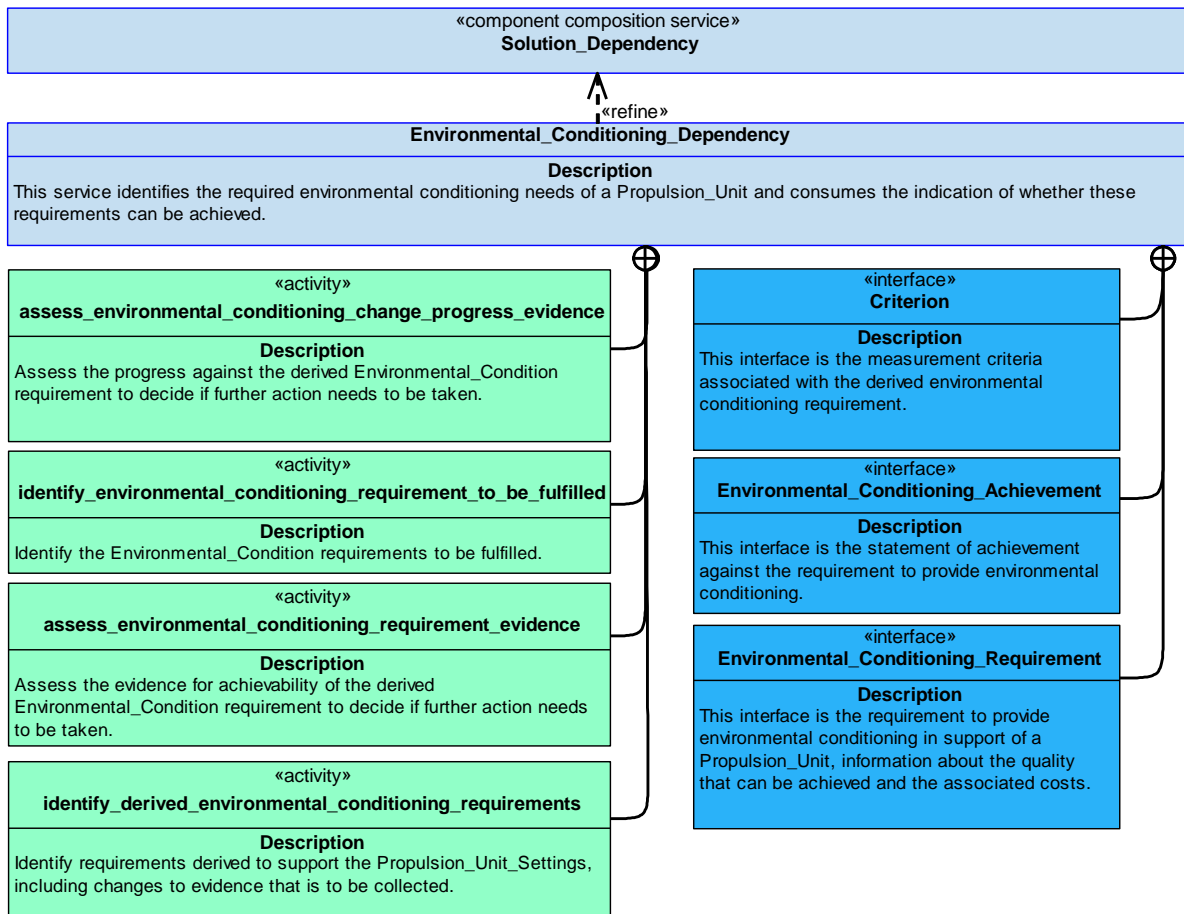 «component composition service»
Solution_Dependency
«refine»
Environmental_Conditioning_Dependency
Description
This service identifies the required environmental conditioning needs of a Propulsion_Unit and consumes the indication of whether these
requirements can be achieved.
«activity»
assess_environmental_conditioning_change_progress_evidence
Description
Assess the progress against the derived Environmental_Condition
requirement to decide if further action needs to be taken.
«activity»
identify_environmental_conditioning_requirement_to_be_fulfilled
Description
Identify the Environmental_Condition requirements to be fulfilled.
«activity»
assess_environmental_conditioning_requirement_evidence
Description
Assess the evidence for achievability of the derived
Environmental_Condition requirement to decide if further action needs
to be taken.
«activity»
identify_derived_environmental_conditioning_requirements
Description
Identify requirements derived to support the Propulsion_Unit_Settings,
including changes to evidence that is to be collected.
«interface»
Criterion
Description
This interface is the measurement criteria
associated with the derived environmental
conditioning requirement.
«interface»
Environmental_Conditioning_Achievement
Description
This interface is the statement of achievement
against the requirement to provide environmental
conditioning.
«interface»
Environmental_Conditioning_Requirement
Description
This interface is the requirement to provide
environmental conditioning in support of a
Propulsion_Unit, information about the quality
that can be achieved and the associated costs.